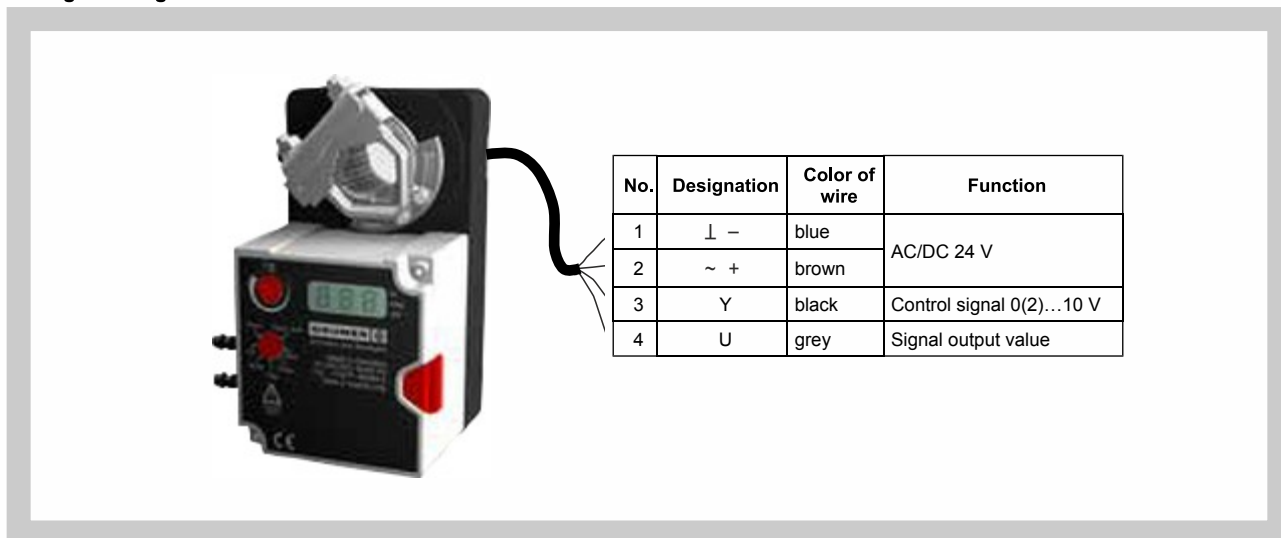 No. Designation Color of wire Function
1 ⊥ – blue AC/DC 24 V
2 ~ + brown
3 Y black Control signal 0(2)…10 V
4 U grey Signal output value
GRUNER
CE